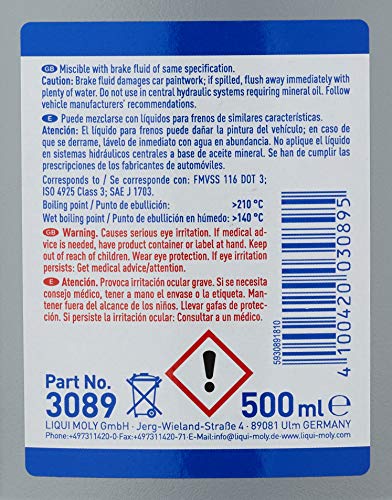 GB Miscible with brake fluid of same specification.
Caution: Brake fluid damages car paintwork; if spilled, flush away immediately with
plenty of water. Do not use in central hydraulic systems requiring mineral oil. Follow
vehicle manufacturers' recommendations.
E Puede mezclarse con líquidos para frenos de similares características.
Atención: El líquido para frenos puede dañar la pintura del vehículo; en caso de
que se derrame, lávelo de inmediato con agua en abundancia. No aplique el líquido
en sistemas hidráulicos centrales a base de aceite mineral. Se han de cumplir las
prescripciones de los fabricantes de automóviles.
Corresponds to / Se corresponde con: FMVSS 116 DOT 3;
ISO 4925 Class 3; SAE J 1703.
Boiling point / Punto de ebullición: >210 °C
Wet boiling point / Punto de ebullición en húmedo: >140 °C
GB Warning. Causes serious eye irritation. If medical adv-
ice is needed, have product container or label at hand. Keep
out of reach of children. Wear eye protection. If eye irritation
persists: Get medical advice/attention.
E Atención. Provoca irritación ocular grave. Si se necesita
consejo médico, tener a mano el envase o la etiqueta. Man-
tener fuera del alcance de los niños. Llevar gafas de protec-
ción. Si persiste la irritación ocular: Consultar a un médico.
5930891810
4100420030895
Part No.
3089
500 ml e
LIQUI MOLY GmbH · Jerg-Wieland-Straße 4 · 89081 Ulm GERMANY
Phone:+497311420-0·Fax:+497311420-71·E-Mail:info@liqui-moly.de·www.liqui-moly.com